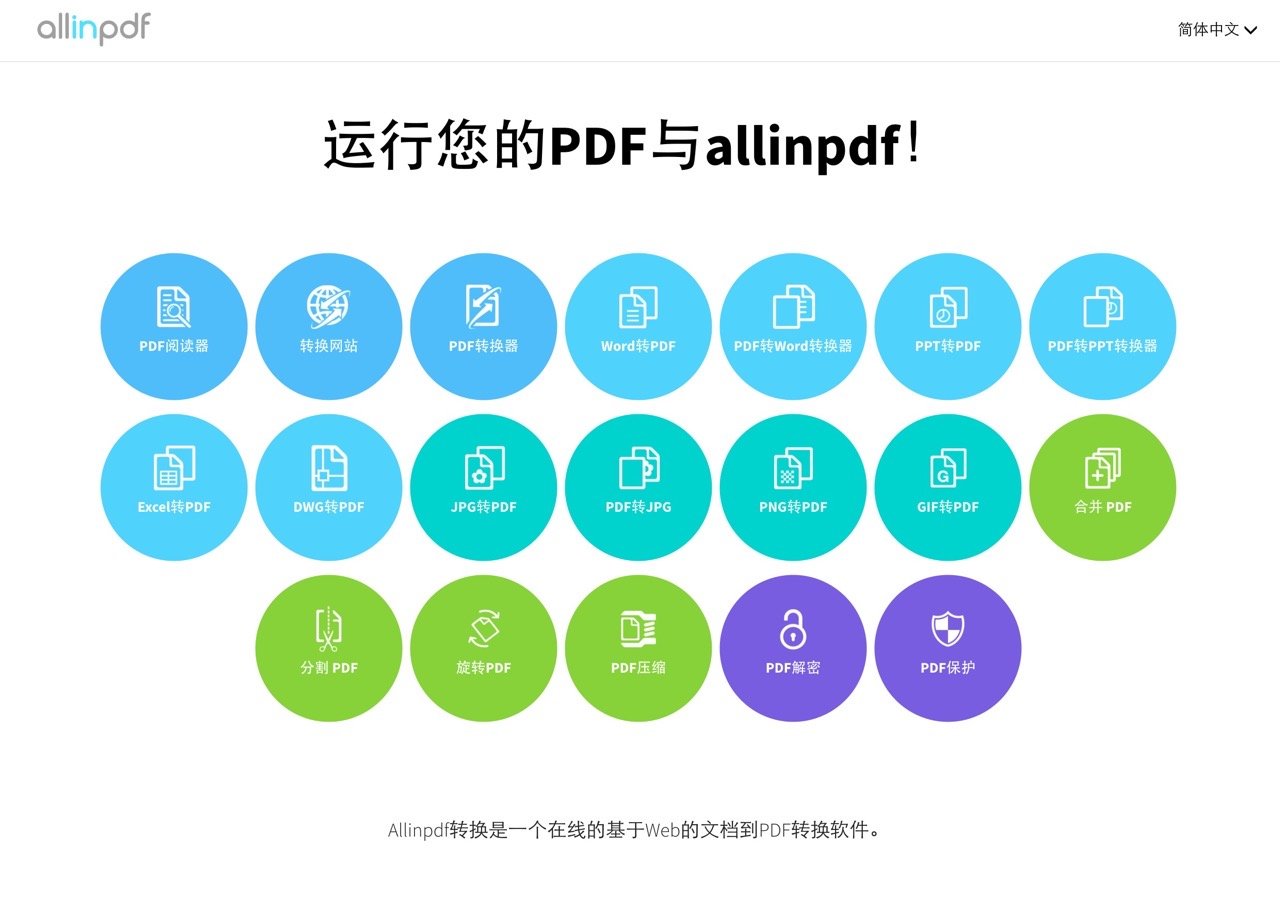 allinpdf
简体中文
运行您的PDF与allinpdf！
PDF阅读器
转换网站
PDF转换器
Word转PDF
PDF转Word转换器
PPT转PDF
PDF转PPT转换器
Excel转PDF
DWG转PDF
JPG转PDF
PDF转JPG
PNG转PDF
G
GIF转PDF
合并 PDF
分割 PDF
旋转PDF
PDF压缩
PDF解密
PDF保护
Allinpdf转换是一个在线的基于Web的文档到PDF转换软件。